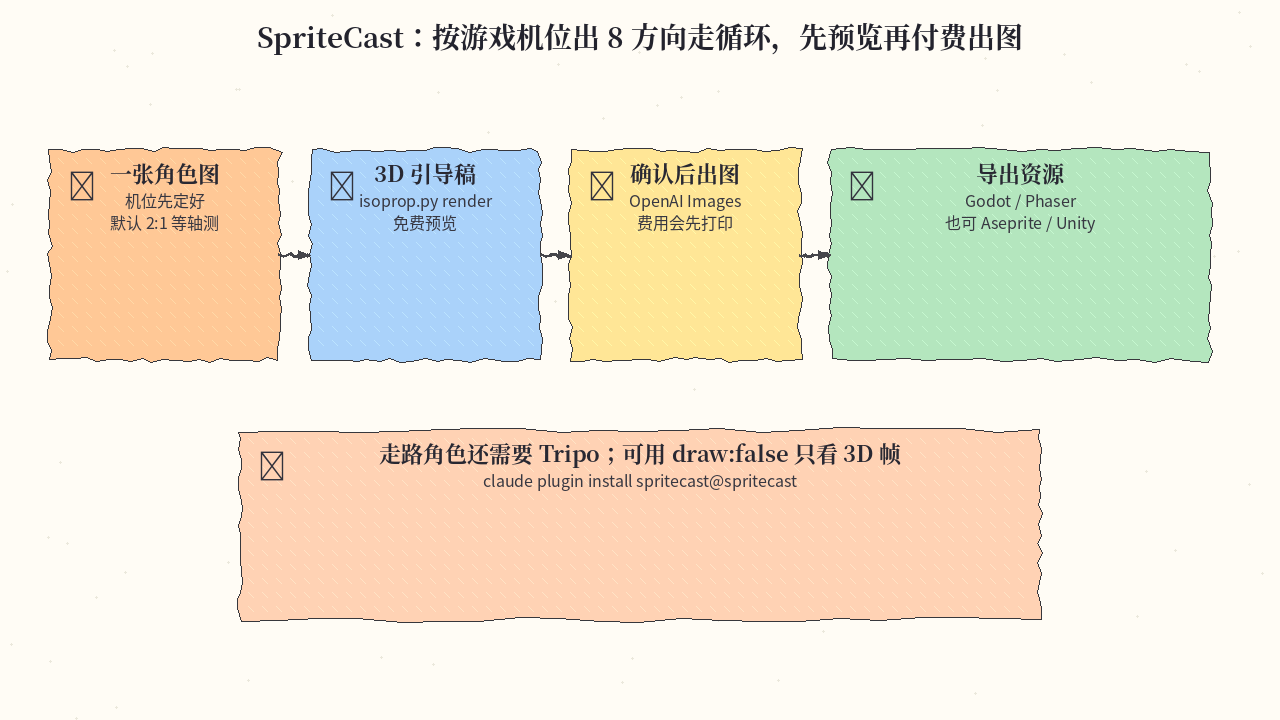 SpriteCast：按游戏机位出 8 方向走循环，先预览再付费出图
一张角色图
机位先定好
默认 2:1 等轴测
3D 引导稿
isoprop.py render
免费预览
确认后出图
OpenAI Images
费用会先打印
导出资源
Godot / Phaser
也可 Aseprite / Unity
走路角色还需要 Tripo；可用 draw:false 只看 3D 帧
claude plugin install spritecast@spritecast